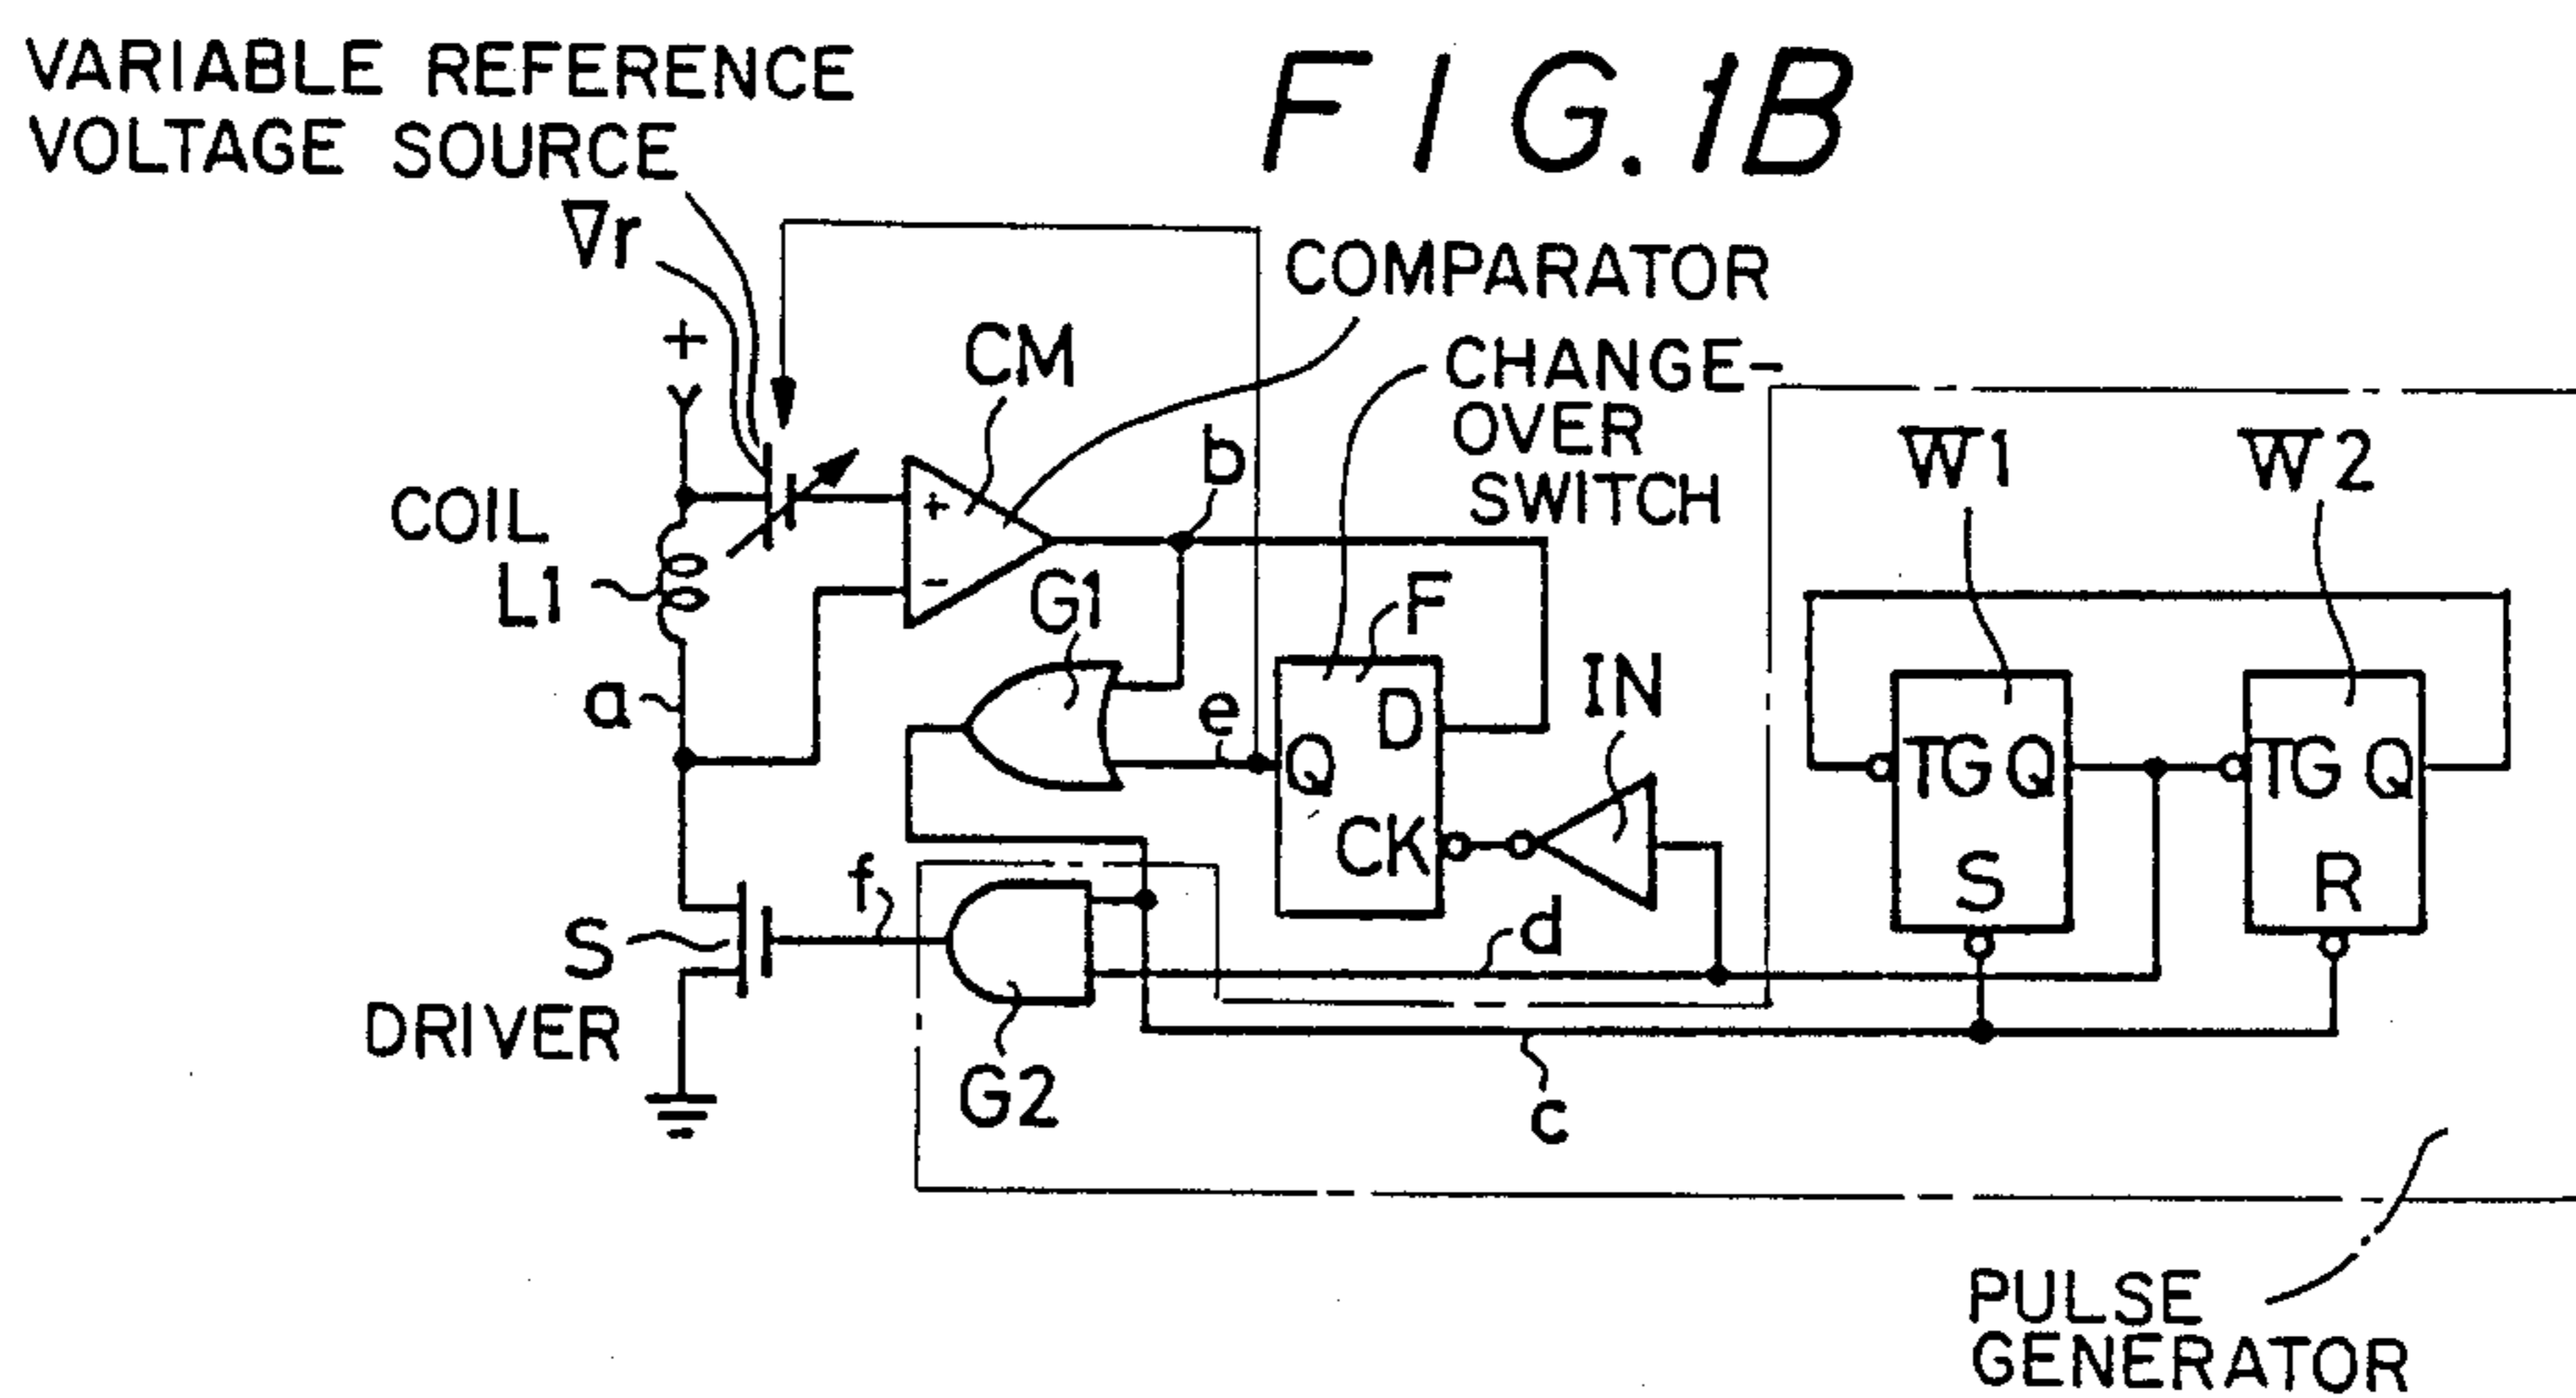 FIG. 1B
VARIABLE REFERENCE
VOLTAGE SOURCE
Vr
+
COMPARATOR
CM
CHANGE-
OVER
SWITCH
b
W1
W2
COIL
L1
+
-
G1
F
IN
a
e
D
Q
CK
TG Q
S
TG Q
R
f
d
S
DRIVER
G2
c
PULSE
GENERATOR